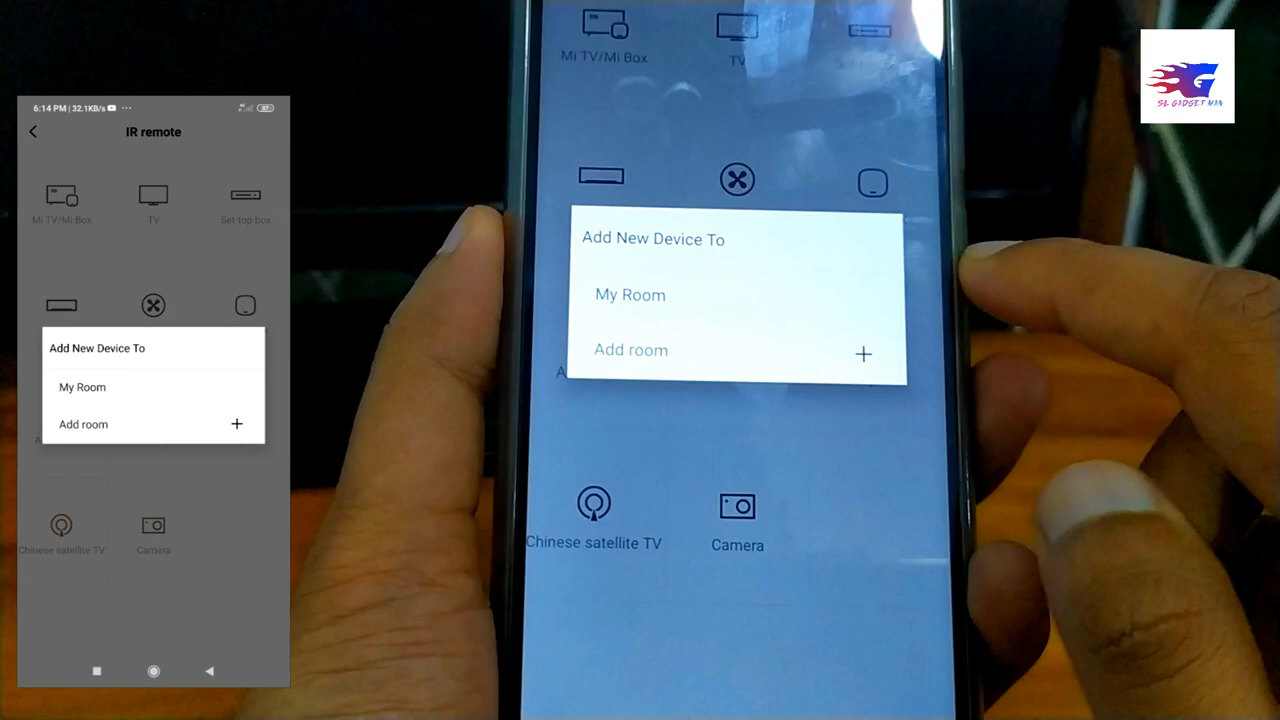 6:14 PM | 32.1KB/s
IR remote
Mi TV/Mi Box
TV
Set-top box
Add New Device To
My Room
Add room
A
Chinese satellite TV
Camera
Mi TV/Mi Box
TV
Add New Device To
My Room
Add room
A
Chinese satellite TV
Camera
SL GADGET MAN